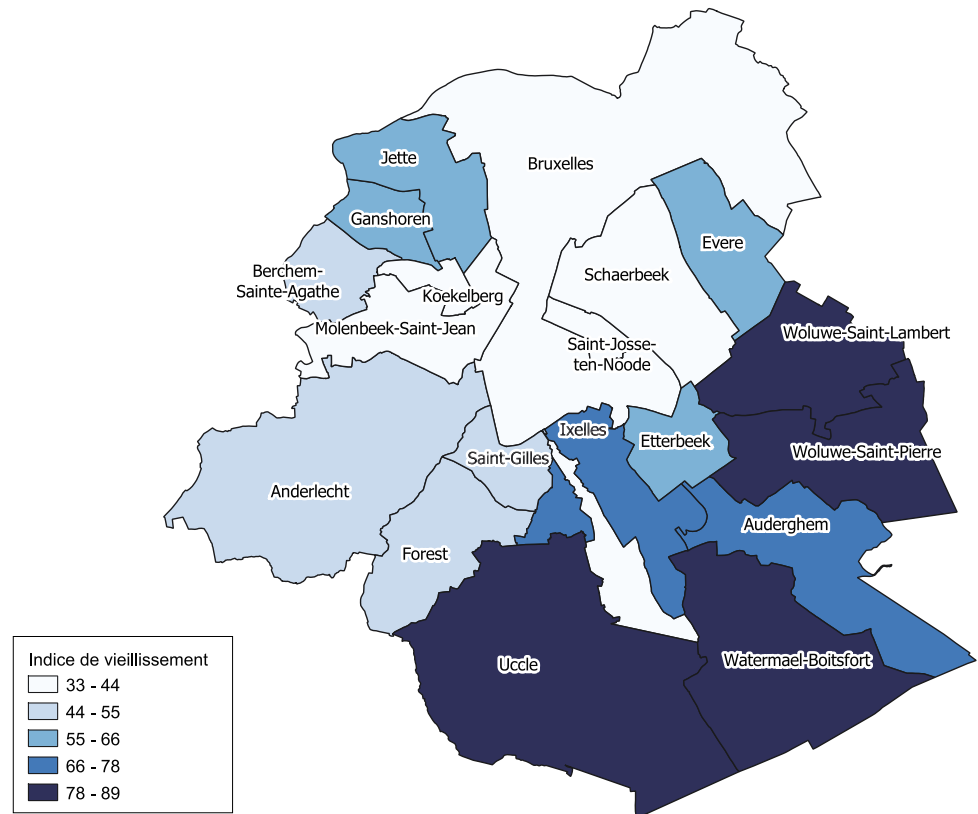 Bruxelles
Jette
Ganshoren
Evere
Berchem-
Sainte-Agathe
Schaerbeek
Koekelberg
Molenbeek-Saint-Jean
Woluwe-Saint-Lambert
Saint-Josse-
ten-Noode
Ixelles
Etterbeek
Saint-Gilles
Woluwe-Saint-Pierre
Anderlecht
Auderghem
Forest
Uccle
Watermael-Boitsfort
Indice de vieillissement
33 - 44
44 - 55
55 - 66
66 - 78
78 - 89